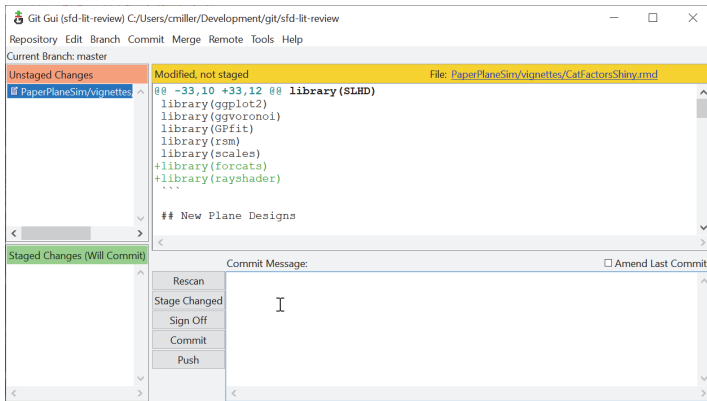 Git Gui (sfd-lit-review) C:/Users/cmiller/Development/git/sfd-lit-review
Repository Edit Branch Commit Merge Remote Tools Help
Current Branch: master
Unstaged Changes
PaperPlaneSim/vignettes/
Modified, not staged File: PaperPlaneSim/vignettes/CatFactorsShiny.rmd
@@ -33,10 +33,12 @@ library(SLHD)
library(ggplot2)
library(ggvoronoi)
library(GPfit)
library(rsm)
library(scales)
+library(forcats)
+library(rayshader)
```
## New Plane Designs
Staged Changes (Will Commit)
Commit Message: Amend Last Commit
Rescan
Stage Changed
Sign Off
Commit
Push